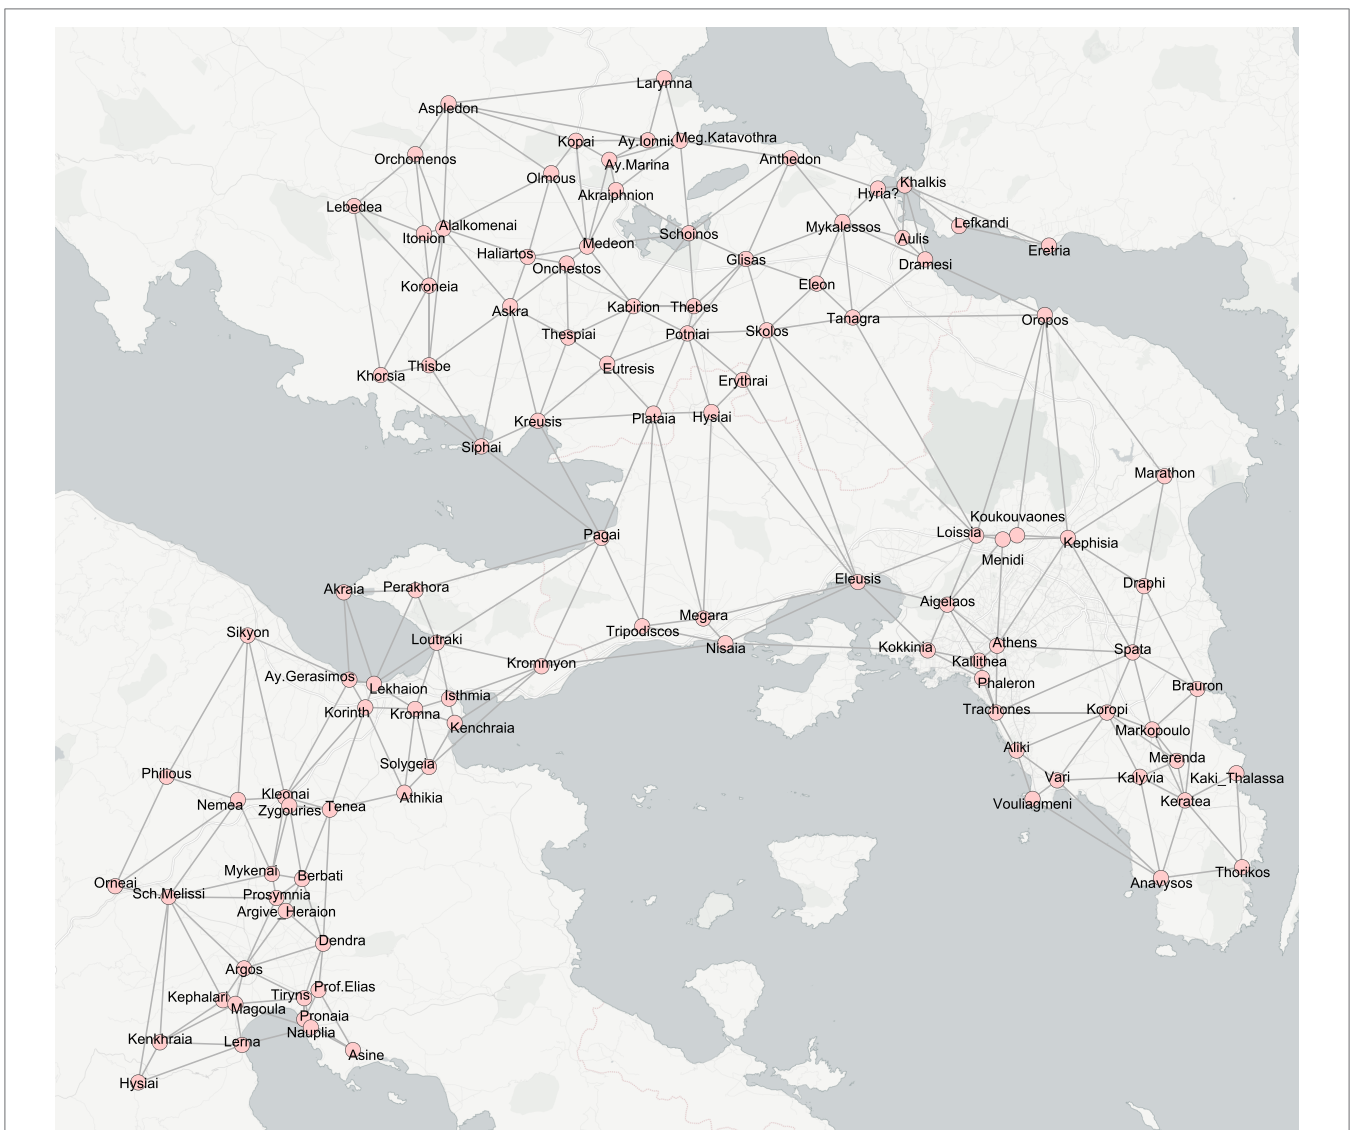 Larymna
Aspledon
Kopai
Ay.Ionnis
Meg.Katavothra
Orchomenos
Ay.Marina
Anthedon
Olmous
Akraiphnion
Hyria?
Khalkis
Lebedea
Alalkomenai
Itonion
Schoinos
Mykalessos
Lefkandi
Aulis
Haliartos
Medeon
Onchestos
Glisas
Dramesi
Eretria
Koroneia
Eleon
Askra
Kabirion
Thebes
Thespiai
Potniai
Skolos
Tanagra
Oropos
Khorsia
Thisbe
Eutresis
Erythrai
Kreusis
Plataia
Hysiai
Siphai
Marathon
Koukouvaones
Pagai
Loissia
Menidi
Kephisia
Akraia
Perakhora
Eleusis
Draphi
Aigelaos
Sikyon
Loutraki
Tripodiscos
Megara
Nisaia
Kokkinia
Athens
Spata
Krommyon
Kallithea
Ay.Gerasimos
Lekhaion
Isthmia
Phaleron
Brauron
Korinth
Kromna
Kenchraia
Trachones
Koropi
Markopoulo
Aliki
Solygeia
Merenda
Philious
Vari
Kalyvia
Kaki_Thalassa
Nemea
Kleonai
Zygouries
Tenea
Athikia
Vouliagmeni
Keratea
Mykenai
Berbati
Orneai
Sch.Melissi
Prosymnia
Anavysos
Thorikos
Argive_Heraion
Dendra
Argos
Kephalari
Tiryns
Prof.Elias
Magoula
Pronaia
Nauplia
Kenkhraia
Lerna
Asine
Hysiai